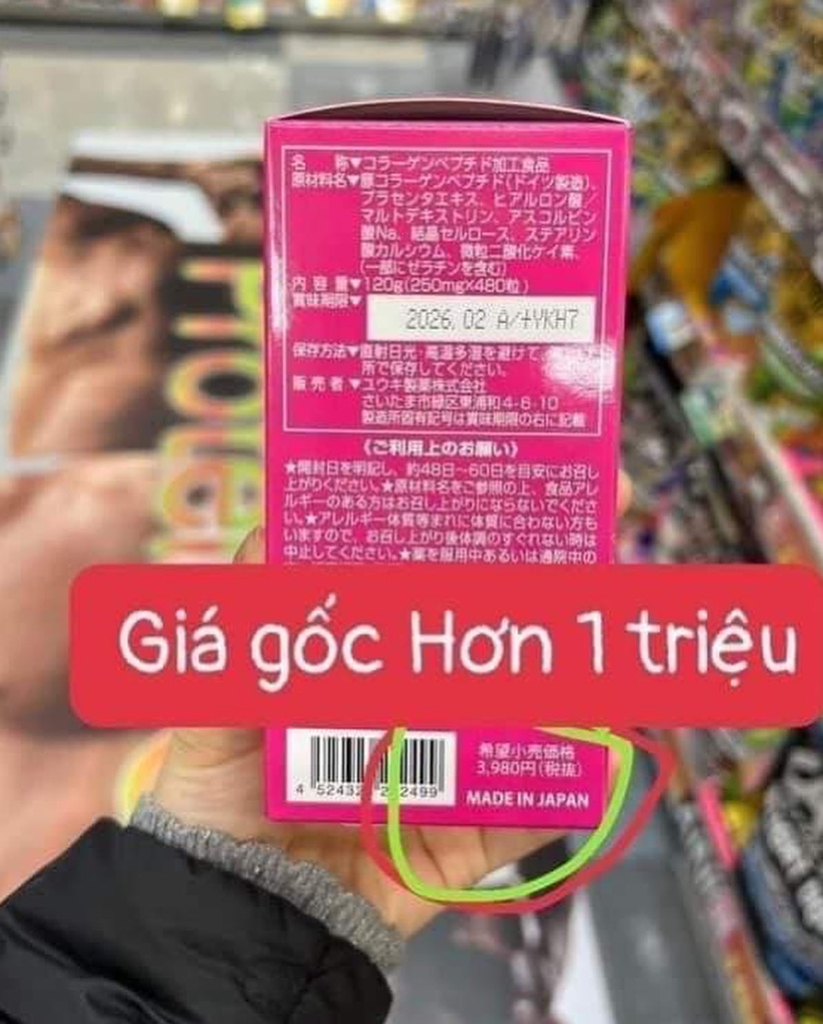 名 称▼コラーゲンペプチド加工食品
原材料名▼豚コラーゲンペプチド(ドイツ製造)、
プラセンタエキス、ヒアルロン酸/
マルトデキストリン、アスコルビン
酸Na、結晶セルロース、ステアリン
酸カルシウム、微粒二酸化ケイ素、
(一部にゼラチンを含む)
内 容 量▼120g(250mg×480粒)
賞味期限▼
2026.02 A/+YKH7
保存方法▼直射日光・高温多湿を避けて、
所で保存してください。
販 売 者▼ユウキ製薬株式会社
さいたま市緑区東浦和4-6-10
製造所固有記号は賞味期限の右に記載
《ご利用上のお願い》
★開封日を明記し、約48日~60日を目安にお召し
上がりください。★原材料名をご参照の上、食品アレ
ルギーのある方はお召し上がりにならないでくださ
い。★アレルギー体質等まれに体質に合わない方も
いますので、お召し上がり後体調のすぐれない時は
中止してください。★薬を服用中あるいは通院中の
Giá gốc Hơn 1 triệu
希望小売価格
3,980円(税抜)
MADE IN JAPAN
4 52432 2 2499
Protei